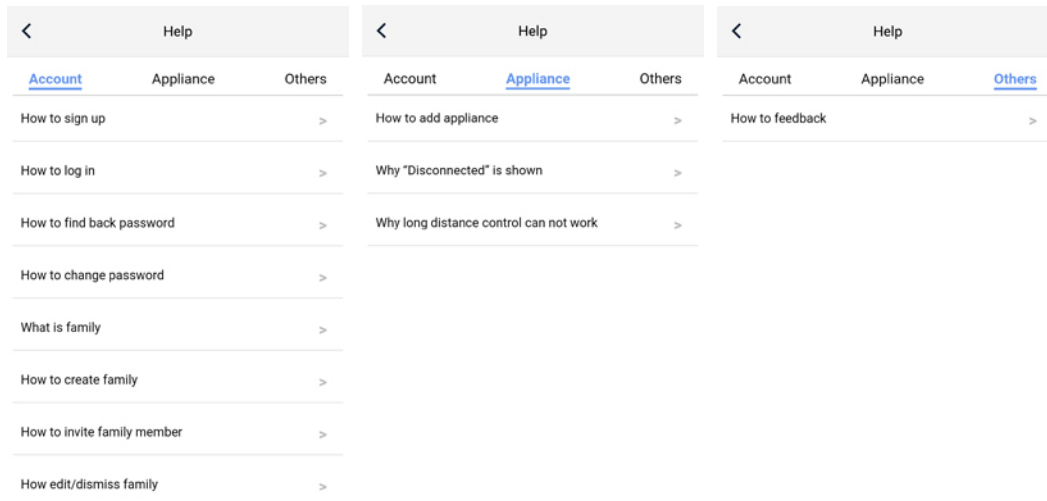 Help
Account Appliance Others
How to sign up >
How to log in >
How to find back password >
How to change password >
What is family >
How to create family >
How to invite family member >
How edit/dismiss family >
Help
Account Appliance Others
How to add appliance >
Why “Disconnected” is shown >
Why long distance control can not work >
Help
Account Appliance Others
How to feedback >